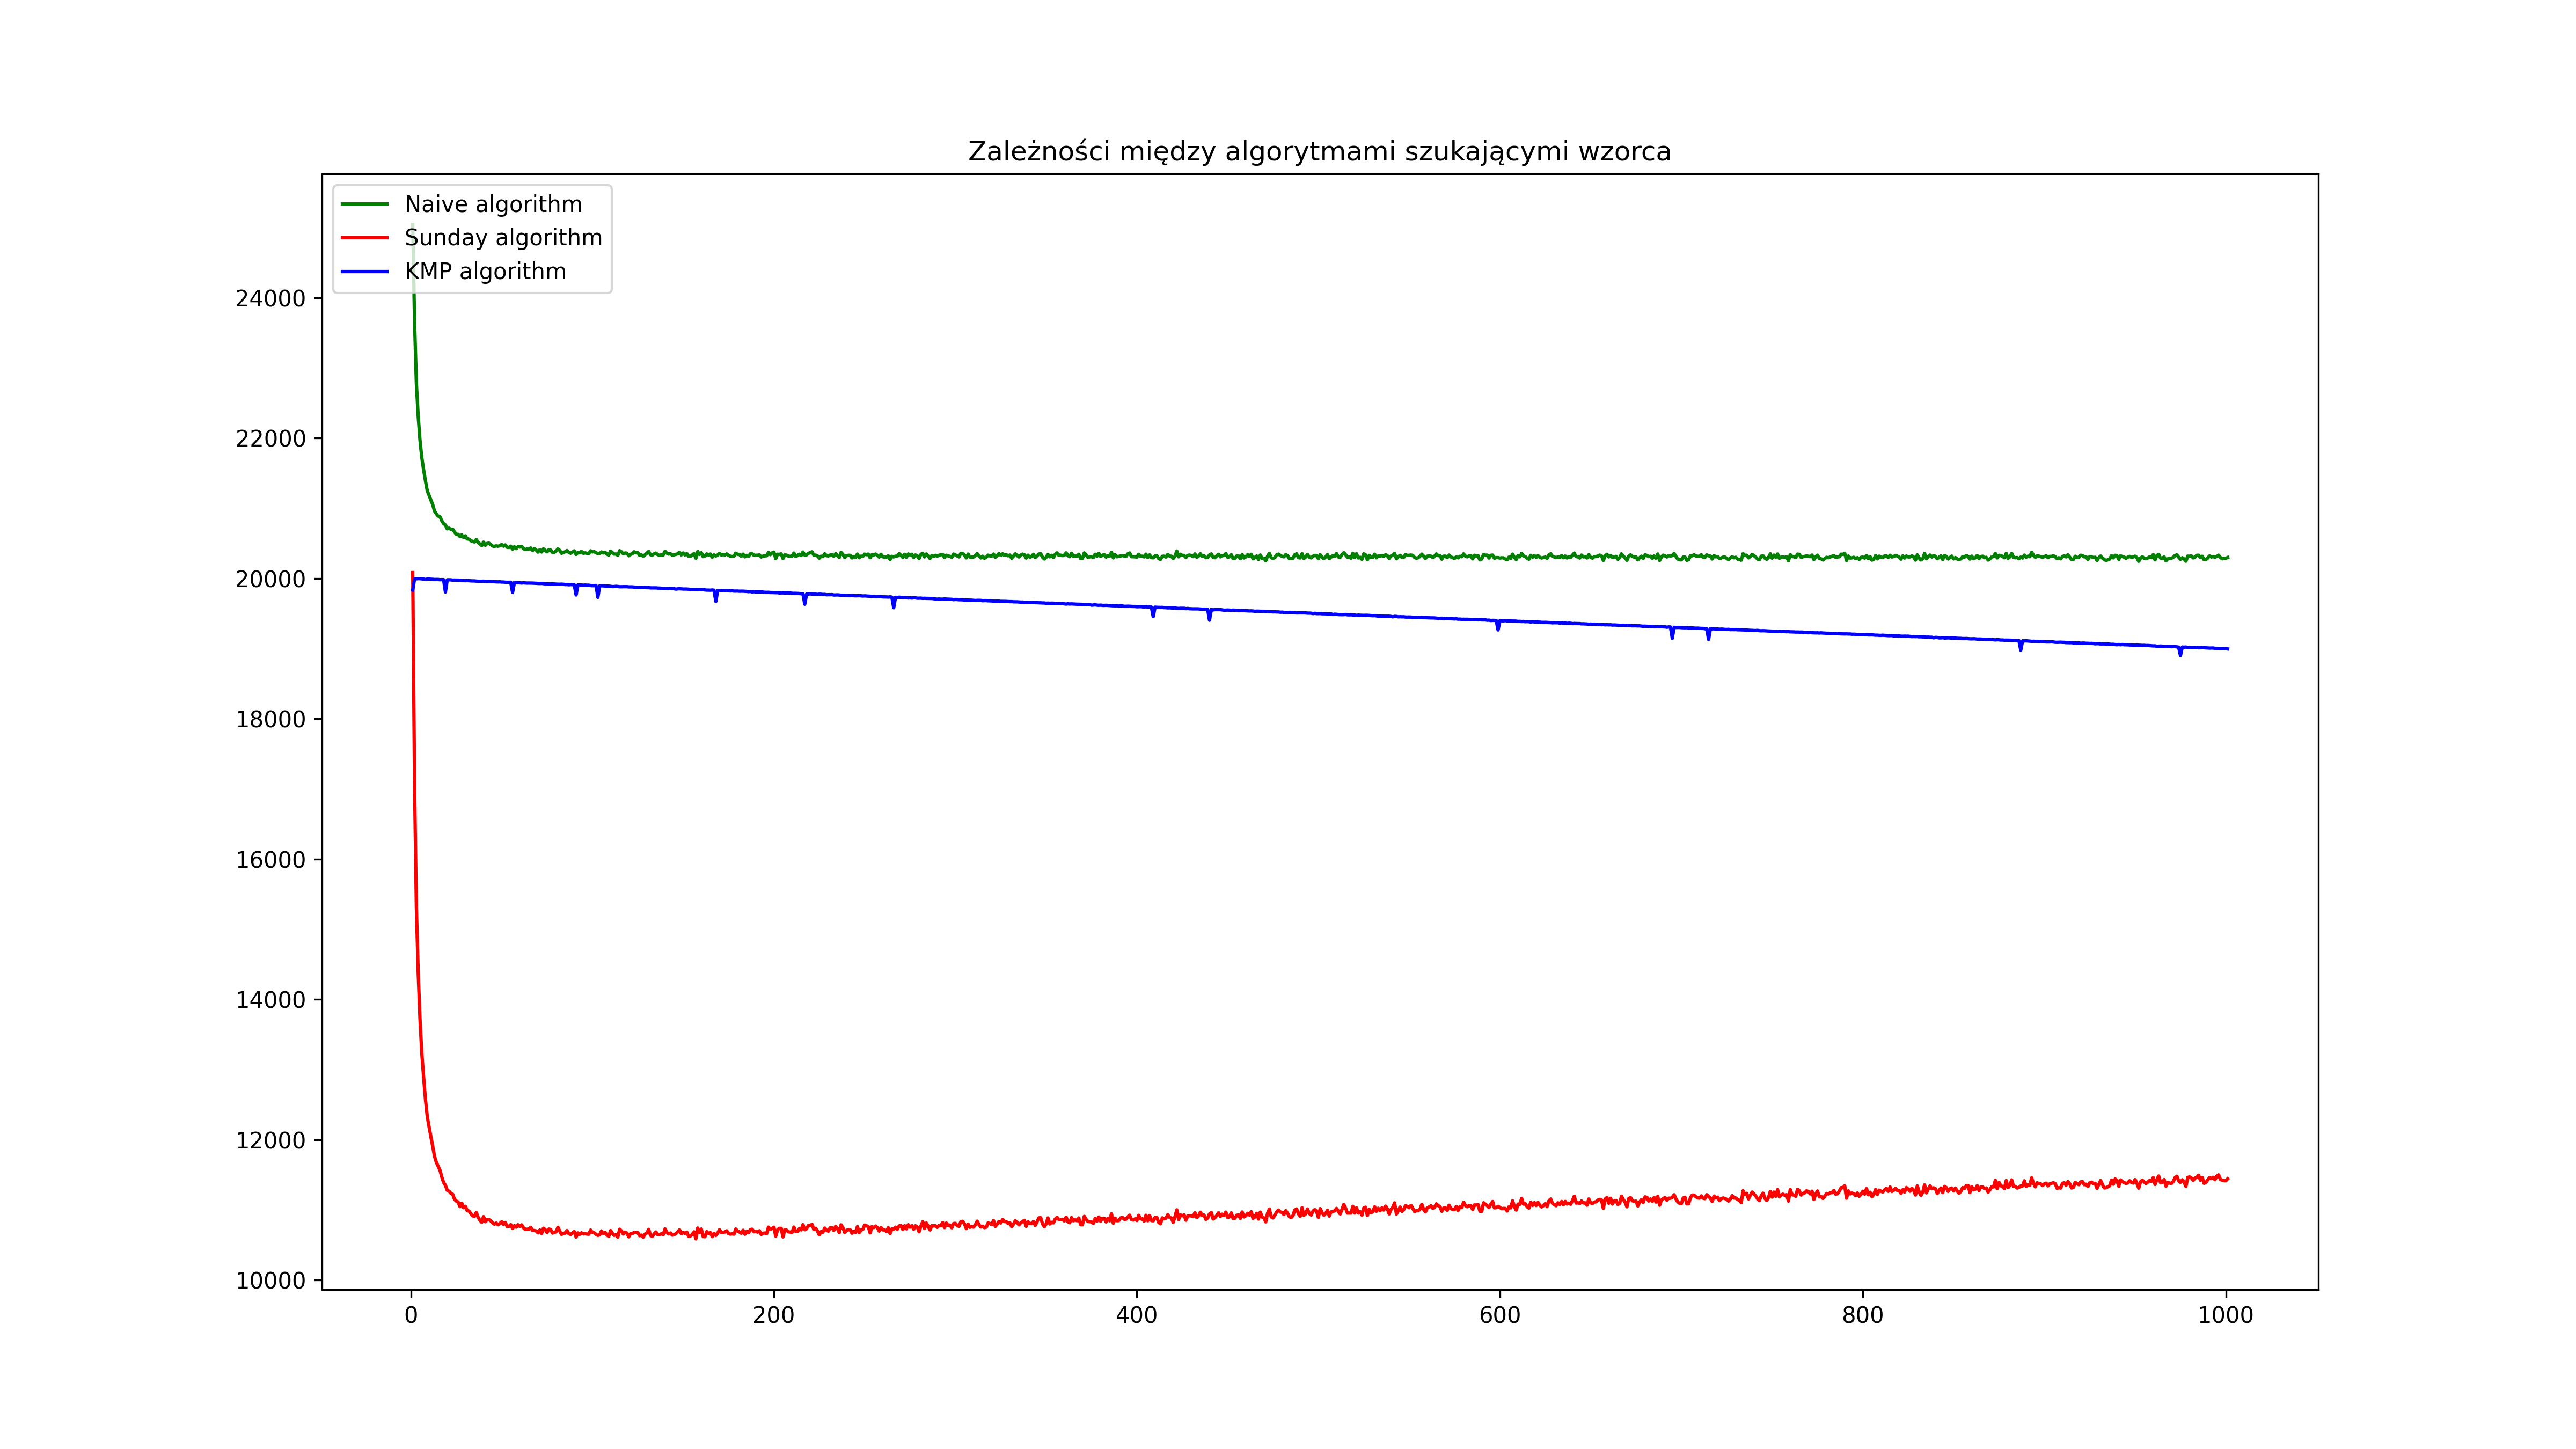 Zależności między algorytmami szukającymi wzorca
Naive algorithm
Sunday algorithm
KMP algorithm
24000
22000
20000
18000
16000
14000
12000
10000
0 200 400 600 800 1000